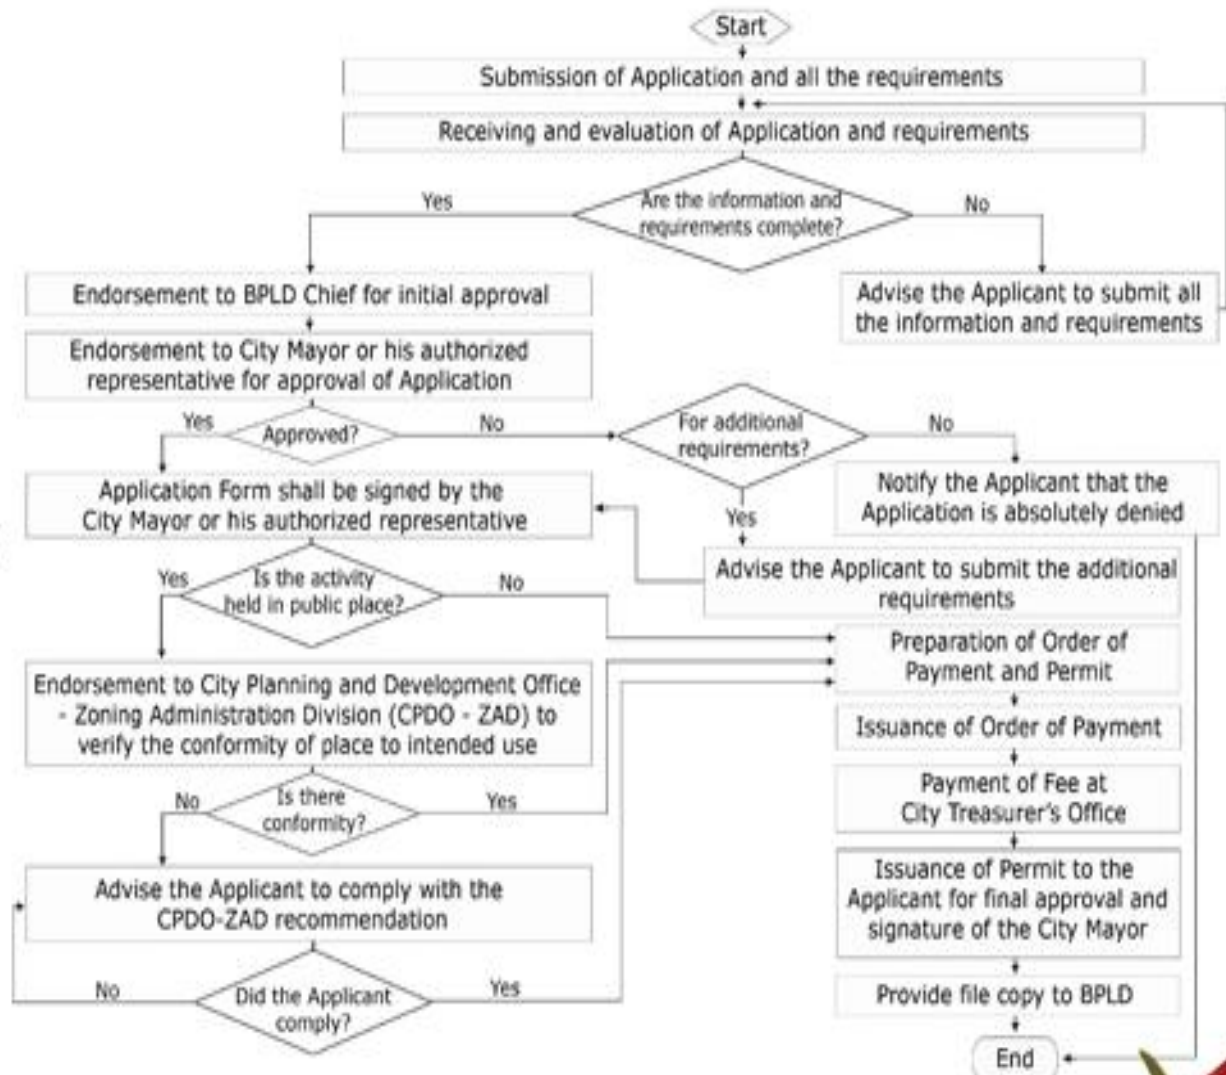 Start
Submission of Application and all the requirements
Receiving and evaluation of Application and requirements
Are the information and
requirements complete?
Yes
No
Endorsement to BPLD Chief for initial approval
Advise the Applicant to submit all
the information and requirements
Endorsement to City Mayor or his authorized
representative for approval of Application
Approved?
Yes
No
For additional
requirements?
No
Yes
Notify the Applicant that the
Application is absolutely denied
Application Form shall be signed by the
City Mayor or his authorized representative
Advise the Applicant to submit the additional
requirements
Is the activity
held in public place?
Yes
No
Preparation of Order of
Payment and Permit
Endorsement to City Planning and Development Office
- Zoning Administration Division (CPDO - ZAD) to
verify the conformity of place to intended use
Issuance of Order of Payment
Payment of Fee at
City Treasurer's Office
Is there
conformity?
No
Yes
Issuance of Permit to the
Applicant for final approval and
signature of the City Mayor
Advise the Applicant to comply with the
CPDO-ZAD recommendation
Did the Applicant
comply?
No
Yes
Provide file copy to BPLD
End